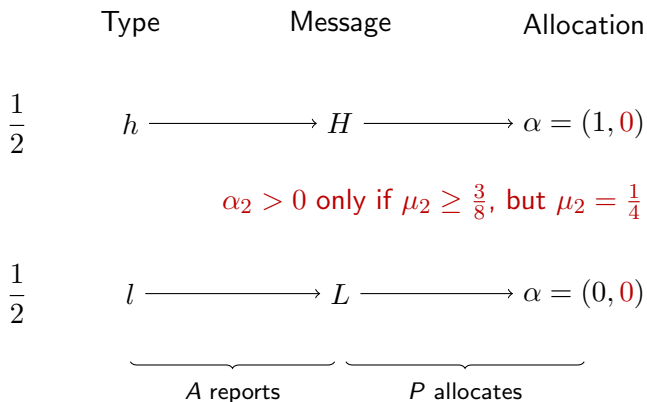 Type Message Allocation
1/2 h H α = (1, 0)
α₂ > 0 only if μ₂ ≥ 3/8, but μ₂ = 1/4
1/2 l L α = (0, 0)
A reports P allocates